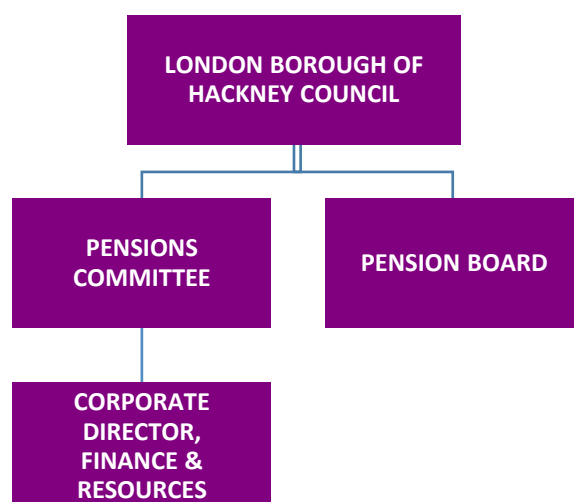 LONDON BOROUGH OF
HACKNEY COUNCIL
PENSIONS
COMMITTEE
PENSION BOARD
CORPORATE
DIRECTOR,
FINANCE &
RESOURCES